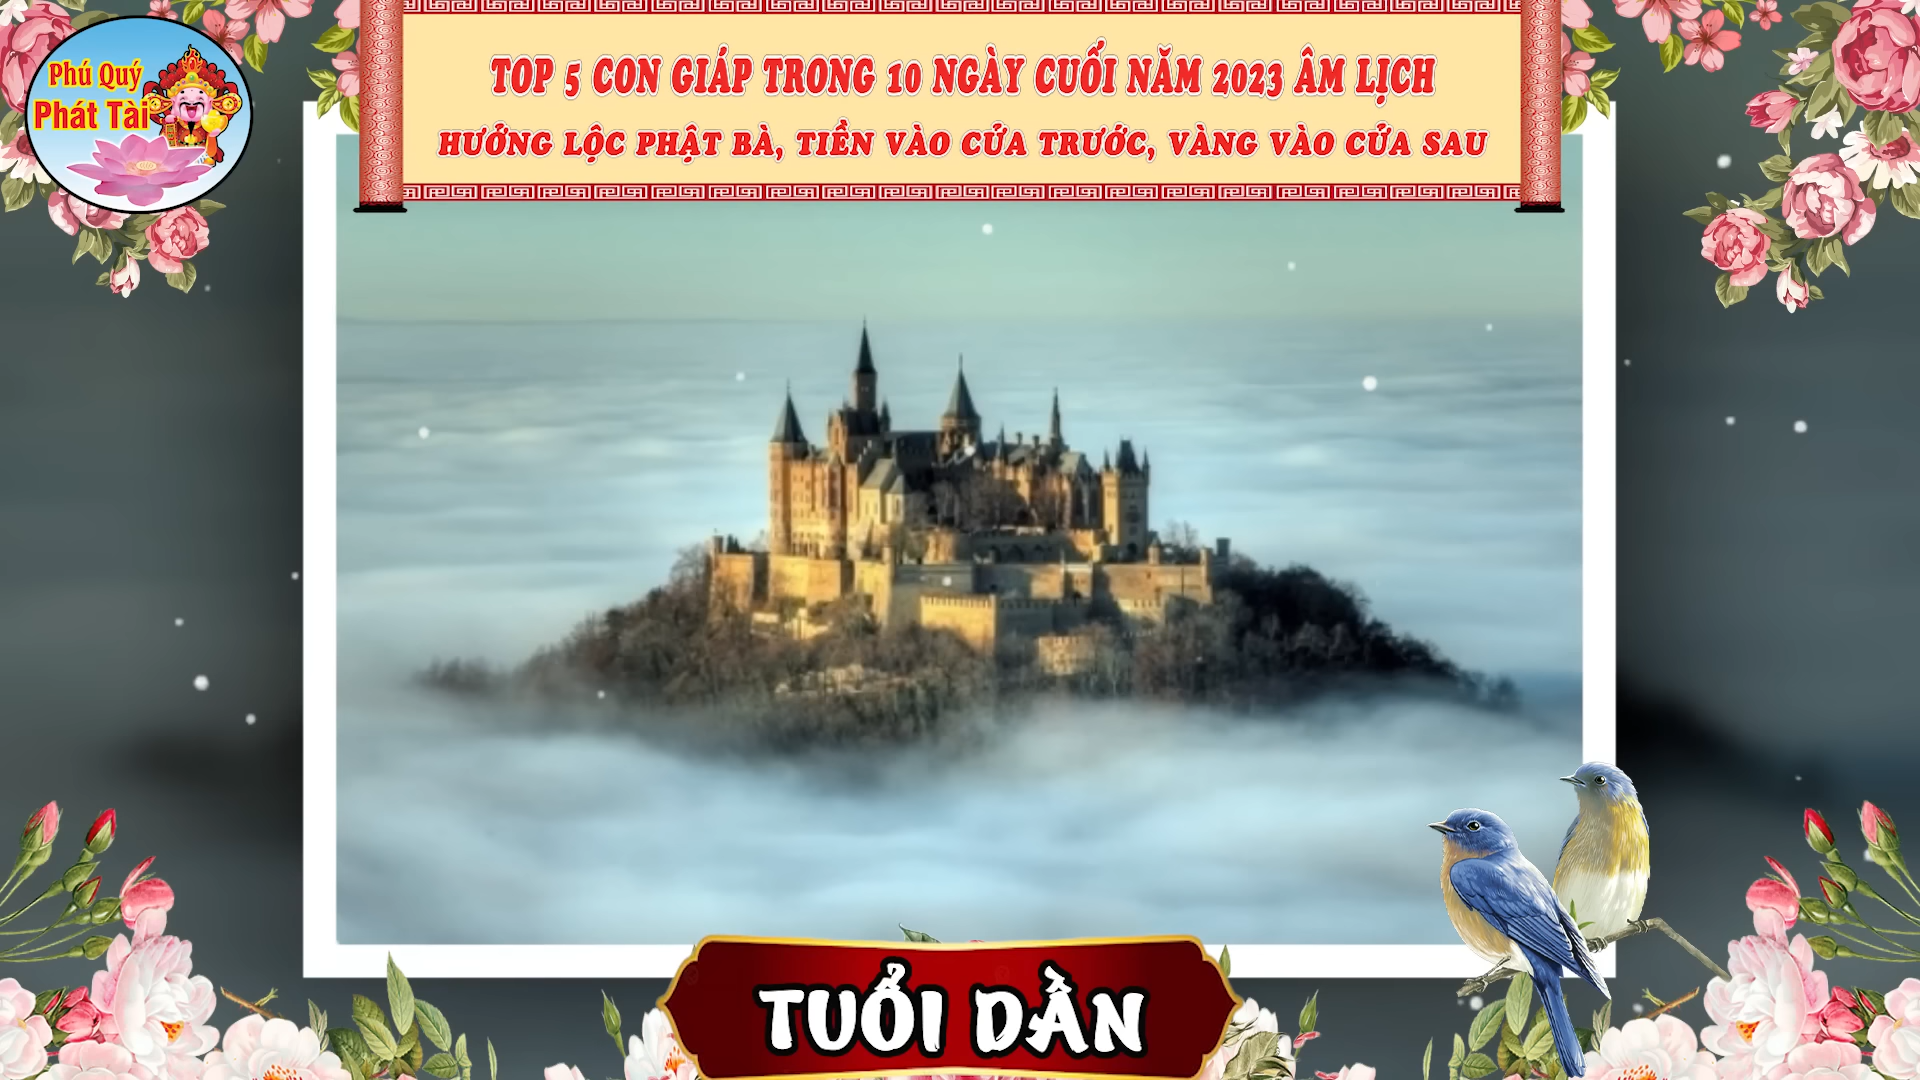 Phú Quý
Phát Tài
TOP 5 CON GIÁP TRONG 10 NGÀY CUỐI NĂM 2023 ÂM LỊCH
HƯỞNG LỘC PHẬT BÀ, TIỀN VÀO CỬA TRƯỚC, VÀNG VÀO CỬA SAU
TUỔI DẦN